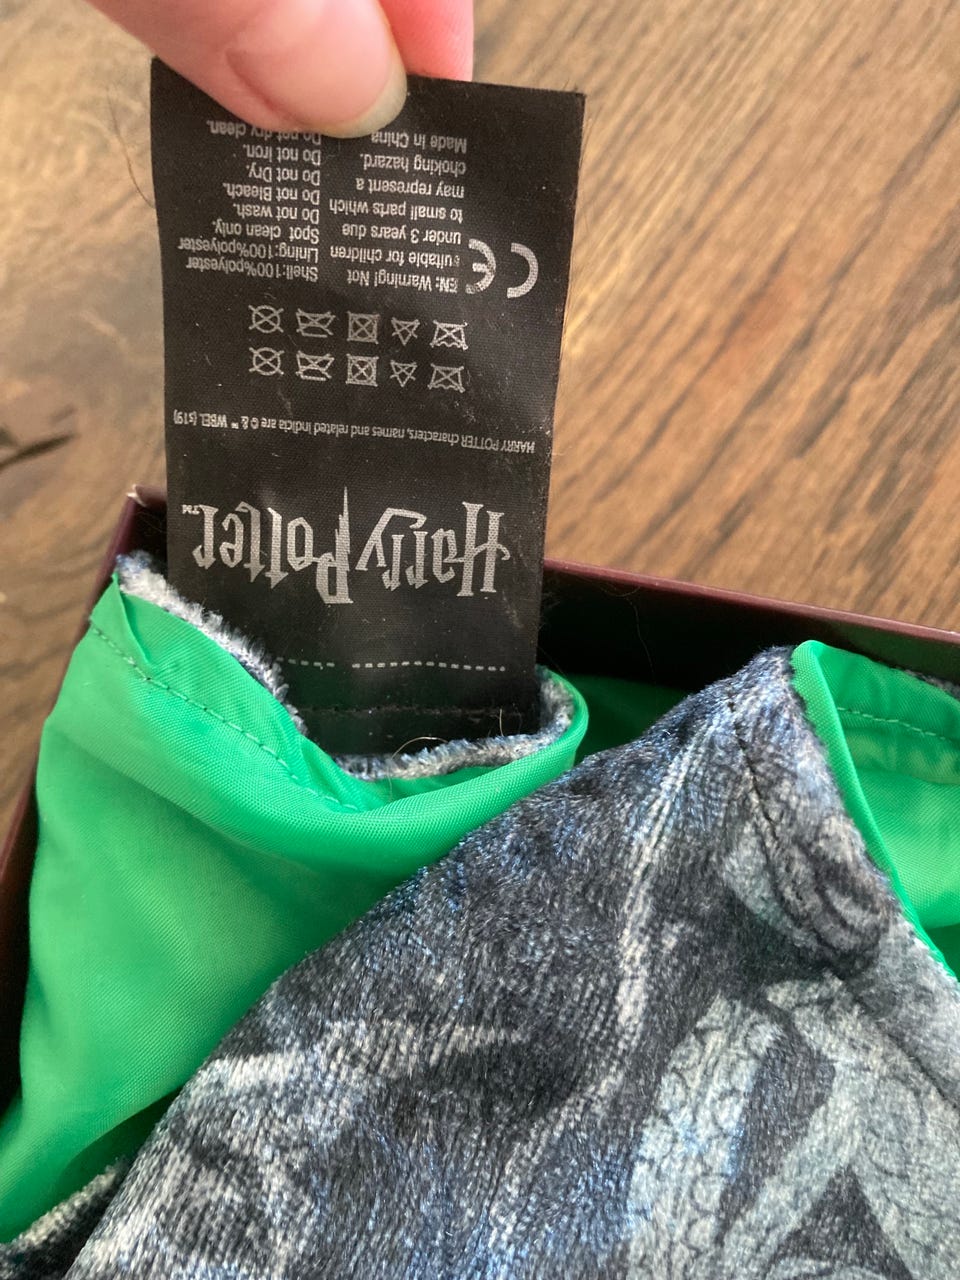 Harry Potter™
HARRY POTTER characters, names and related indicia are © & ™ WBEI. (s19)
CE
EN: Warning! Not
suitable for children
under 3 years due
to small parts which
may represent a
choking hazard.
Made in China
Shell:100%polyester
Lining:100%polyester
Spot clean only.
Do not wash.
Do not Bleach.
Do not Dry.
Do not Iron.
Do not dry clean.